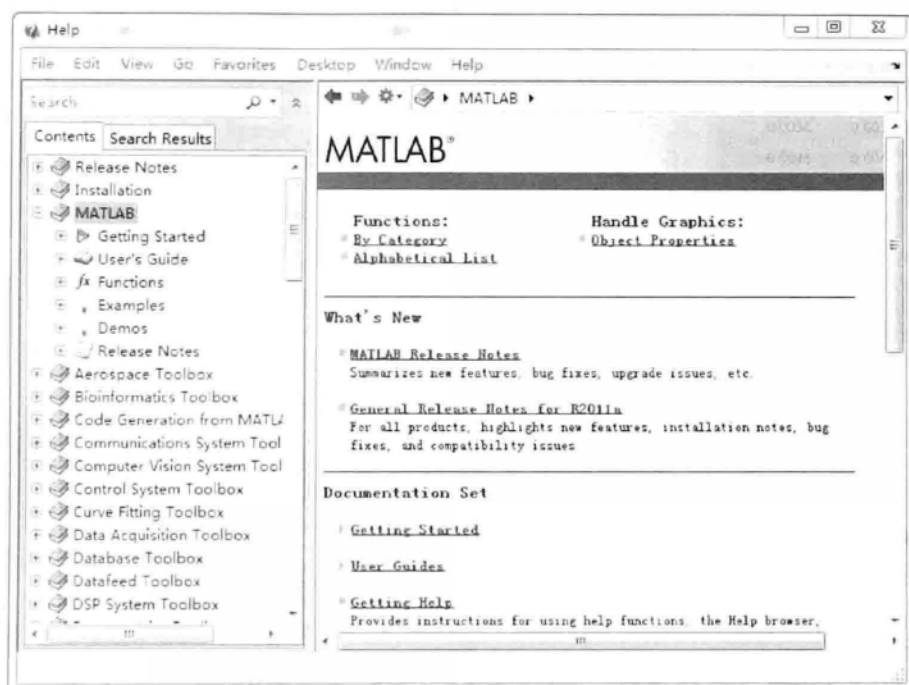 Help
File Edit View Go Favorites Desktop Window Help
Search
MATLAB
Contents Search Results
Release Notes
Installation
MATLAB
Getting Started
User's Guide
fx Functions
Examples
Demos
Release Notes
Aerospace Toolbox
Bioinformatics Toolbox
Code Generation from MATLA
Communications System Tool
Computer Vision System Tool
Control System Toolbox
Curve Fitting Toolbox
Data Acquisition Toolbox
Database Toolbox
Datafeed Toolbox
DSP System Toolbox
MATLAB®
Functions:
By Category
Alphabetical List
Handle Graphics:
Object Properties
What's New
MATLAB Release Notes
Summarizes new features, bug fixes, upgrade issues, etc.
General Release Notes for R2011a
For all products, highlights new features, installation notes, bug
fixes, and compatibility issues
Documentation Set
Getting Started
User Guides
Getting Help
Provides instructions for using help functions, the Help browser,